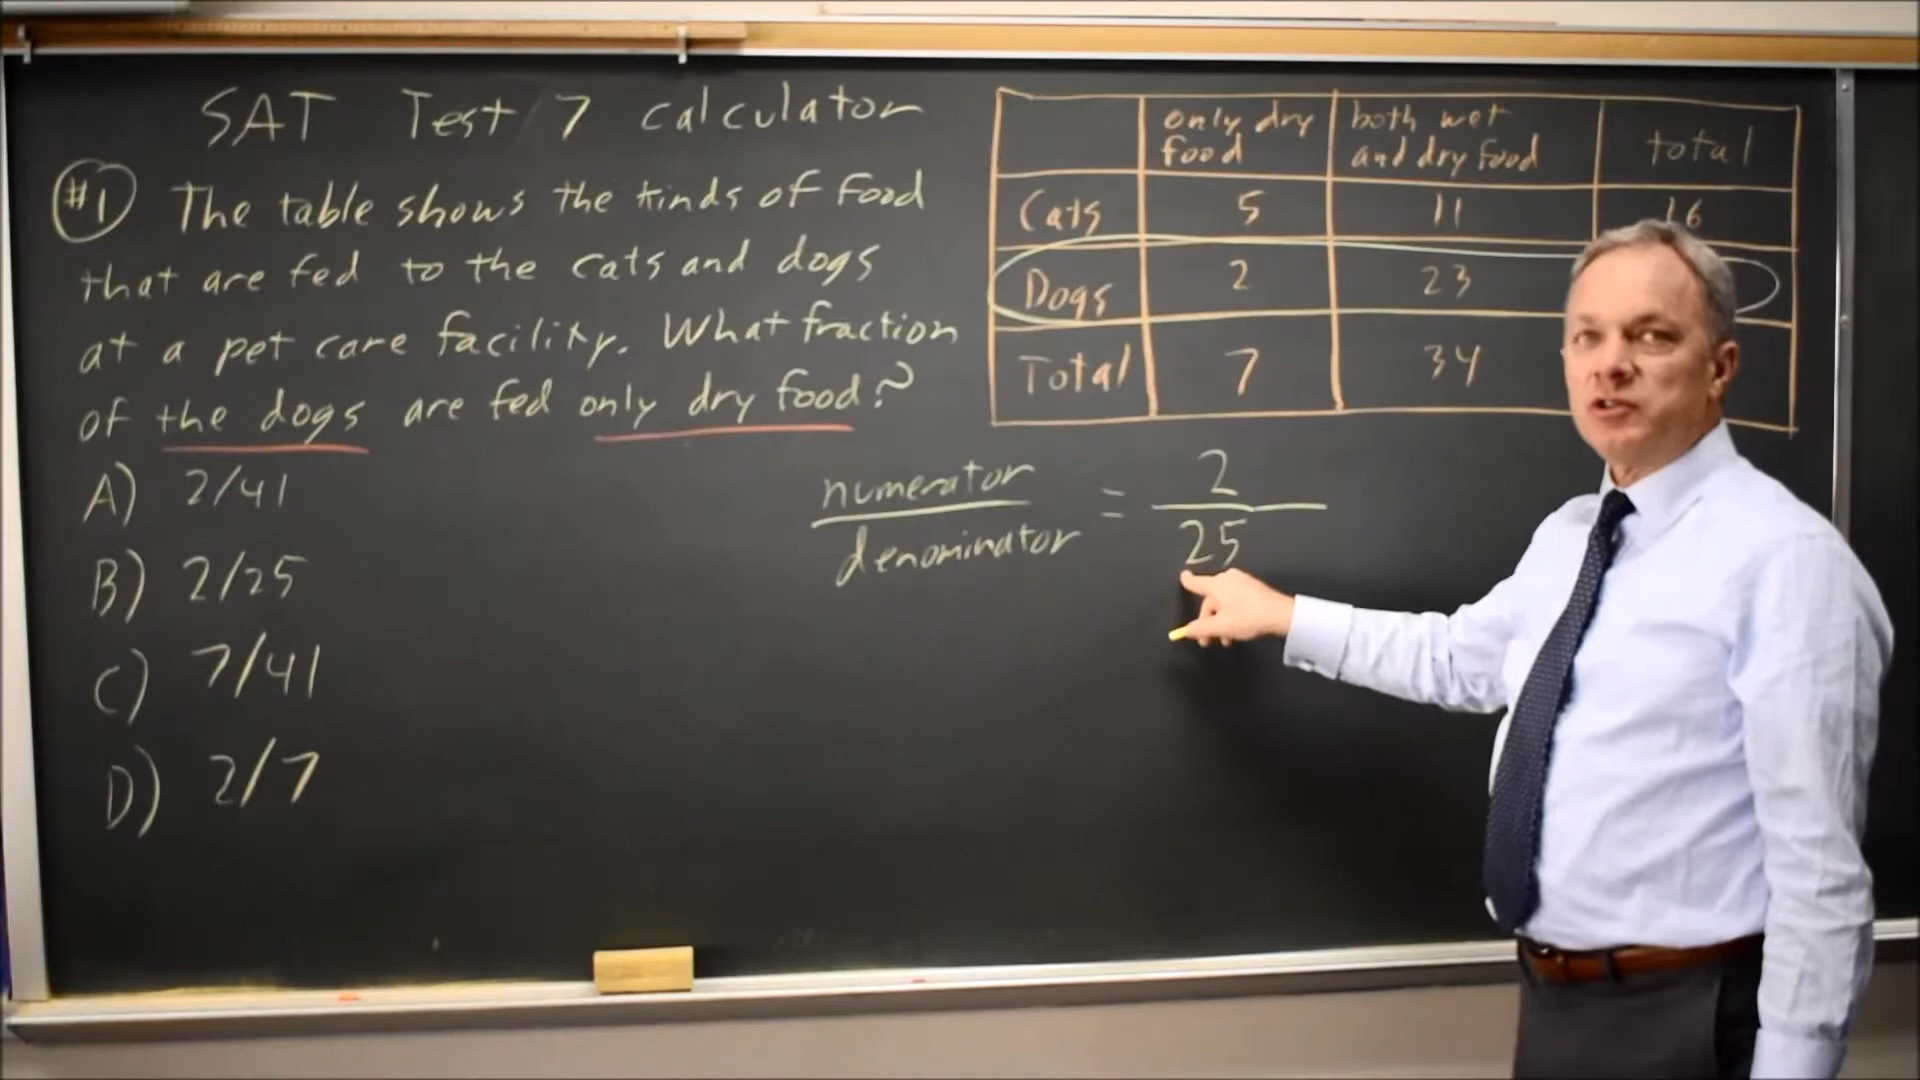 SAT Test 7 calculator
#1 The table shows the kinds of food
that are fed to the cats and dogs
at a pet care facility. What fraction
of the dogs are fed only dry food?
A) 2/41
B) 2/25
C) 7/41
D) 2/7
only dry food both wet and dry food total
Cats 5 11 16
Dogs 2 23
Total 7 34
numerator = 2
denominator 25